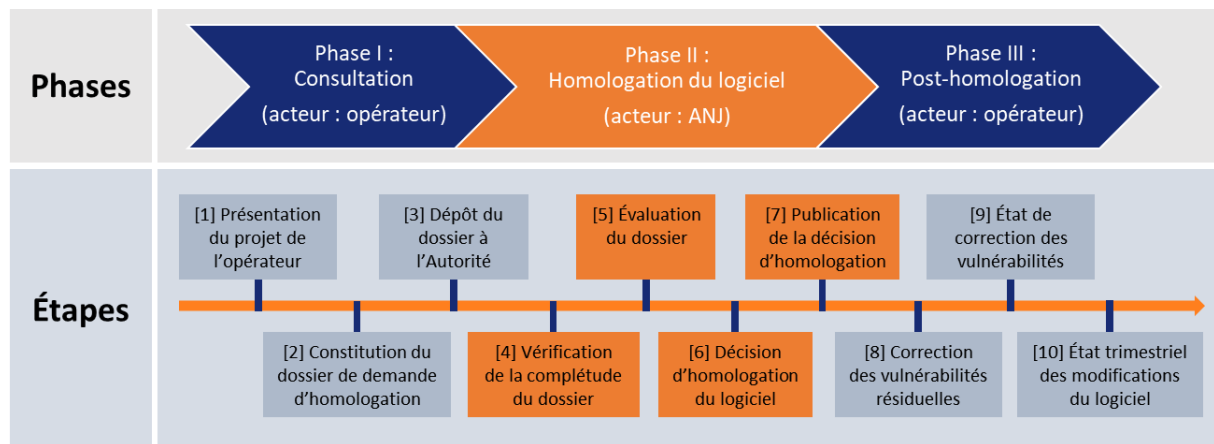 Phases
Phase I :
Consultation
(acteur : opérateur)
Phase II :
Homologation du logiciel
(acteur : ANJ)
Phase III :
Post-homologation
(acteur : opérateur)
Étapes
[1] Présentation
du projet de
l’opérateur
[2] Constitution du
dossier de demande
d’homologation
[3] Dépôt du
dossier à
l’Autorité
[4] Vérification
de la complétude
du dossier
[5] Évaluation
du dossier
[6] Décision
d’homologation
du logiciel
[7] Publication
de la décision
d’homologation
[8] Correction
des vulnérabilités
résiduelles
[9] État de
correction des
vulnérabilités
[10] État trimestriel
des modifications
du logiciel